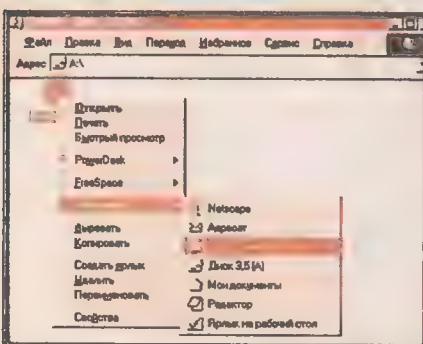 Файл Правка Вид Переход Избранное Сервис Справка
Адрес A:\
Открыть
Печать
Быстрый просмотр
PowerDesk
FreeSpace
Вырезать
Копировать
Создать ярлык
Удалить
Переименовать
Свойства
Netscape
Адресат
Диск 3,5 (A)
Мои документы
Редактор
Ярлык на рабочий стол